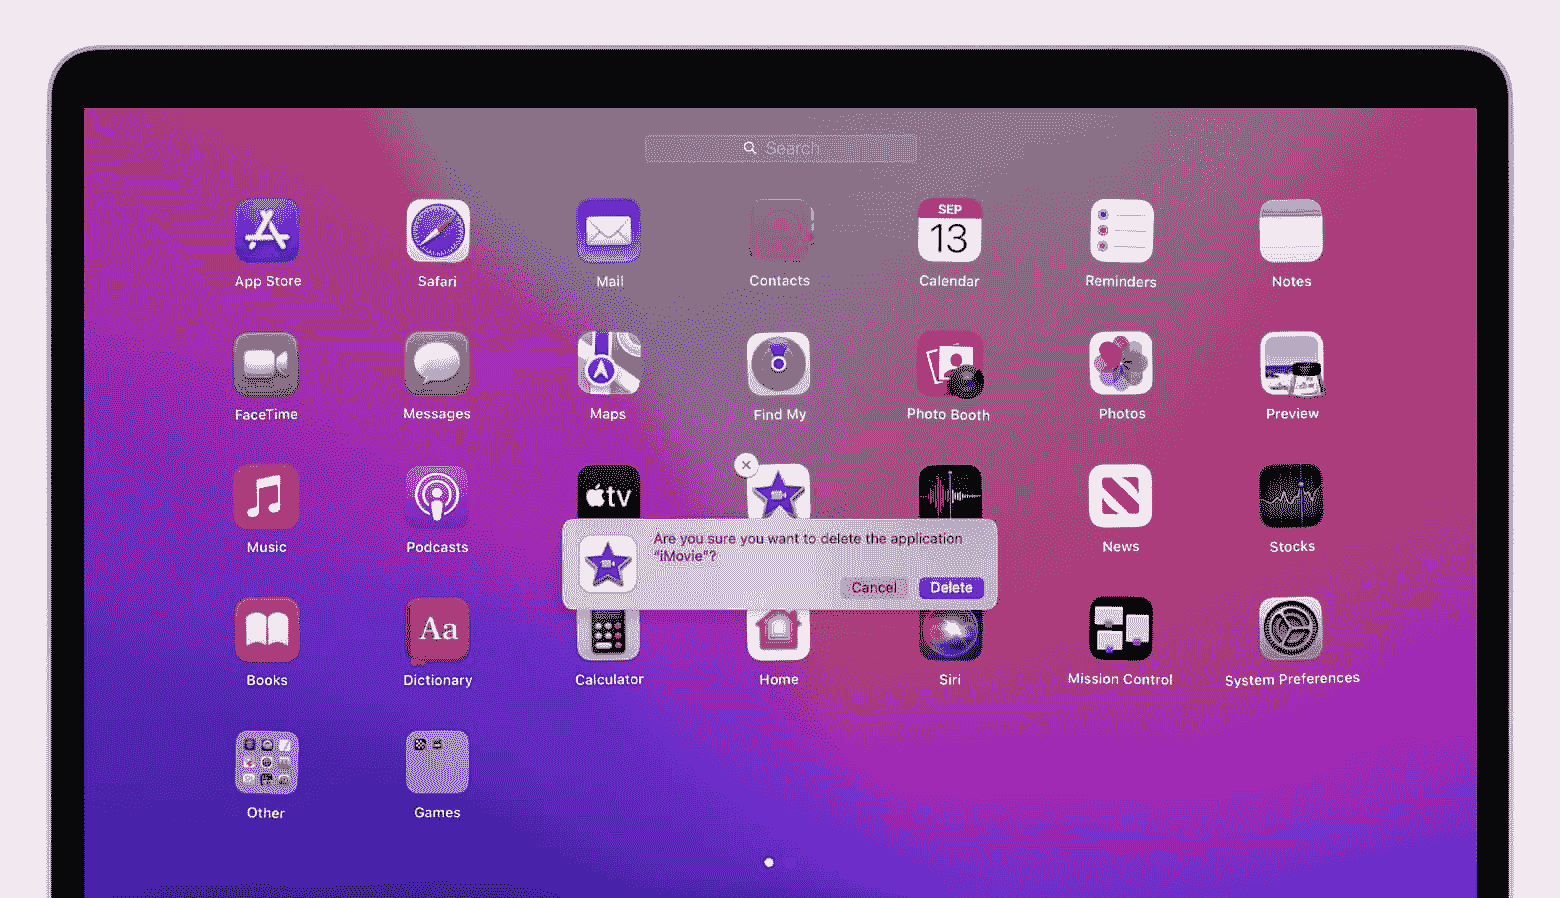 Search
App Store
Safari
Mail
Contacts
SEP
13
Calendar
Reminders
Notes
FaceTime
Messages
Maps
Find My
Photo Booth
Photos
Preview
Music
Podcasts
tv
News
Stocks
Are you sure you want to delete the application
“iMovie”?
Cancel
Delete
Books
Aa
Dictionary
Calculator
Home
Siri
Mission Control
System Preferences
Other
Games